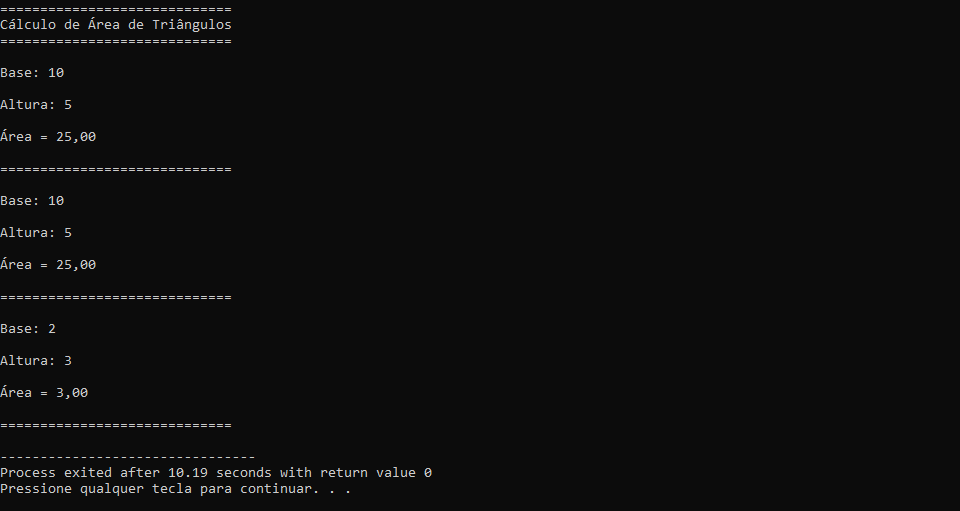 =============================
Cálculo de Área de Triângulos
=============================
Base: 10
Altura: 5
Área = 25,00
=============================
Base: 10
Altura: 5
Área = 25,00
=============================
Base: 2
Altura: 3
Área = 3,00
=============================
--------------------------------
Process exited after 10.19 seconds with return value 0
Pressione qualquer tecla para continuar. . .